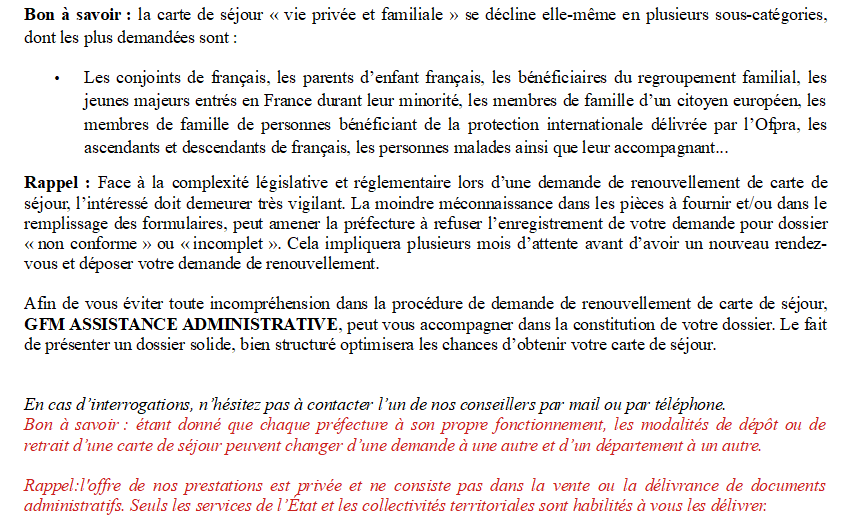 Bon à savoir : la carte de séjour « vie privée et familiale » se décline elle-même en plusieurs sous-catégories,
dont les plus demandées sont :
• Les conjoints de français, les parents d’enfant français, les bénéficiaires du regroupement familial, les
jeunes majeurs entrés en France durant leur minorité, les membres de famille d’un citoyen européen, les
membres de famille de personnes bénéficiant de la protection internationale délivrée par l’Ofpra, les
ascendants et descendants de français, les personnes malades ainsi que leur accompagnant...
Rappel : Face à la complexité législative et réglementaire lors d’une demande de renouvellement de carte de
séjour, l’intéressé doit demeurer très vigilant. La moindre méconnaissance dans les pièces à fournir et/ou dans le
remplissage des formulaires, peut amener la préfecture à refuser l’enregistrement de votre demande pour dossier
« non conforme » ou « incomplet ». Cela impliquera plusieurs mois d’attente avant d’avoir un nouveau rendez-
vous et déposer votre demande de renouvellement.
Afin de vous éviter toute incompréhension dans la procédure de demande de renouvellement de carte de séjour,
GFM ASSISTANCE ADMINISTRATIVE, peut vous accompagner dans la constitution de votre dossier. Le fait
de présenter un dossier solide, bien structuré optimisera les chances d’obtenir votre carte de séjour.
En cas d’interrogations, n’hésitez pas à contacter l’un de nos conseillers par mail ou par téléphone.
Bon à savoir : étant donné que chaque préfecture à son propre fonctionnement, les modalités de dépôt ou de
retrait d’une carte de séjour peuvent changer d’une demande à une autre et d’un département à un autre.
Rappel:l'offre de nos prestations est privée et ne consiste pas dans la vente ou la délivrance de documents
administratifs. Seuls les services de l’État et les collectivités territoriales sont habilités à vous les délivrer.